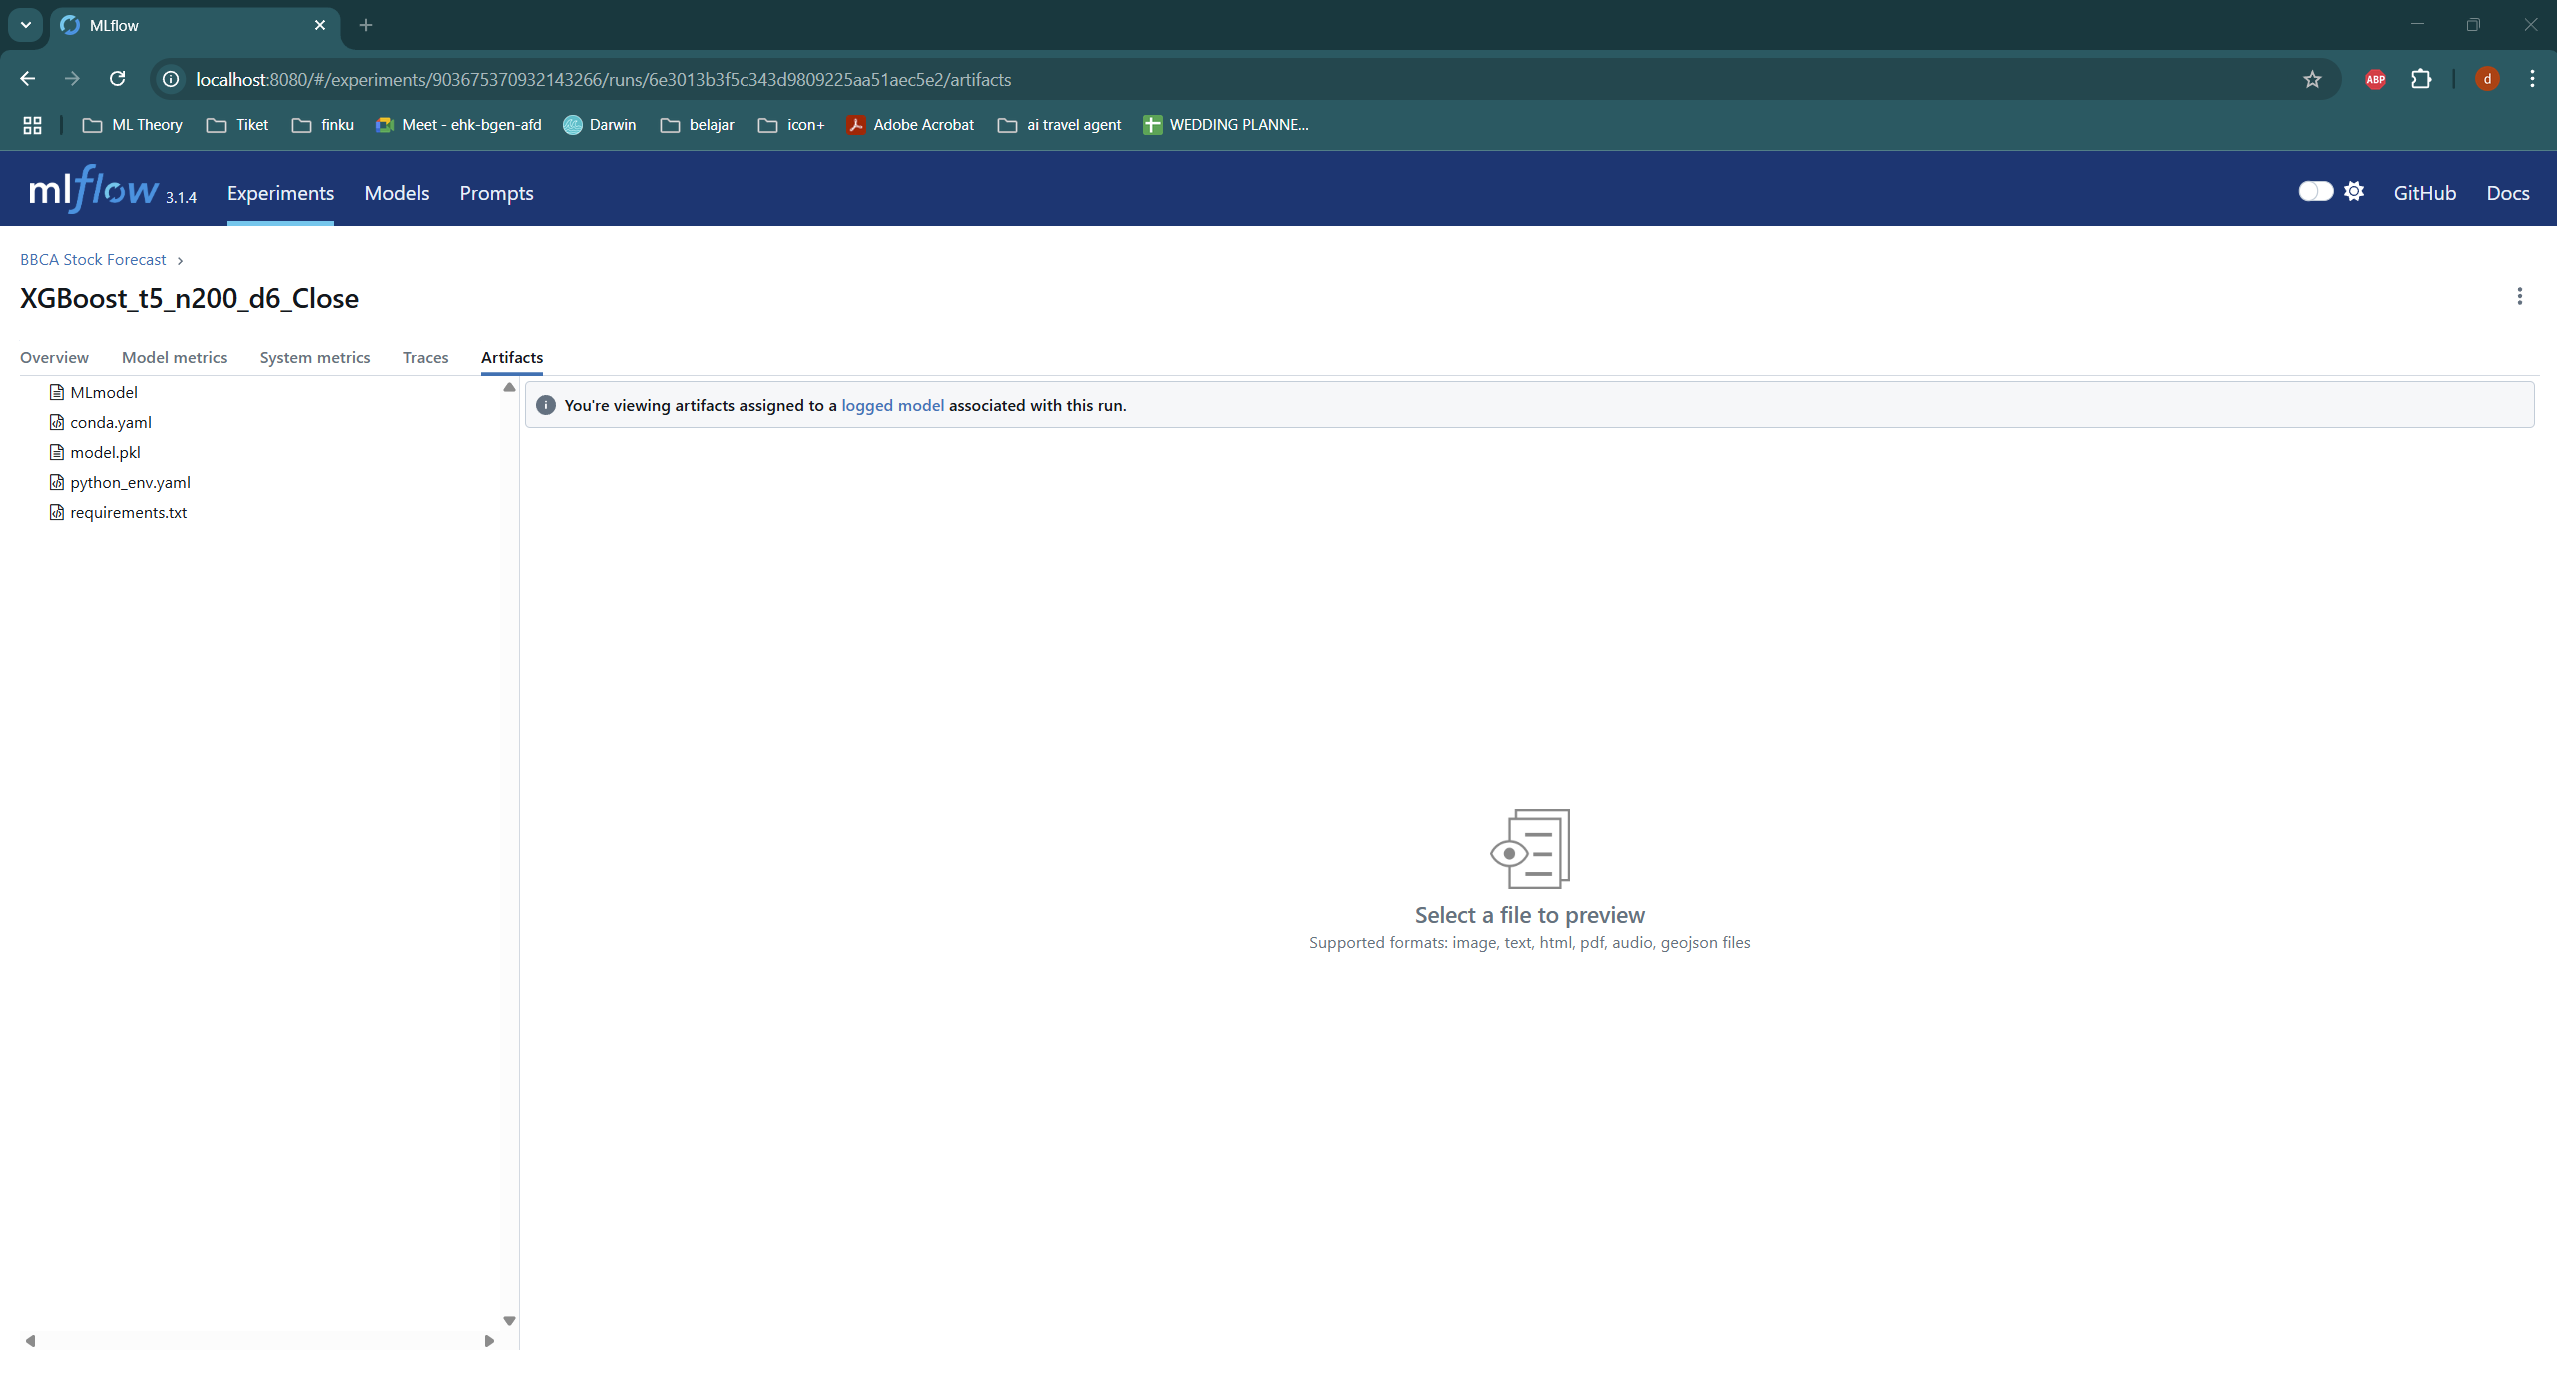 MLflow
localhost:8080/#/experiments/903675370932143266/runs/6e3013b3f5c343d9809225aa51aec5e2/artifacts
ABP
d
ML Theory Tiket finku Meet - ehk-bgen-afd Darwin belajar icon+ Adobe Acrobat ai travel agent WEDDING PLANNE...
mlflow 3.1.4 Experiments Models Prompts GitHub Docs
BBCA Stock Forecast
XGBoost_t5_n200_d6_Close
Overview Model metrics System metrics Traces Artifacts
MLmodel
conda.yaml
model.pkl
python_env.yaml
requirements.txt
You're viewing artifacts assigned to a logged model associated with this run.
Select a file to preview
Supported formats: image, text, html, pdf, audio, geojson files